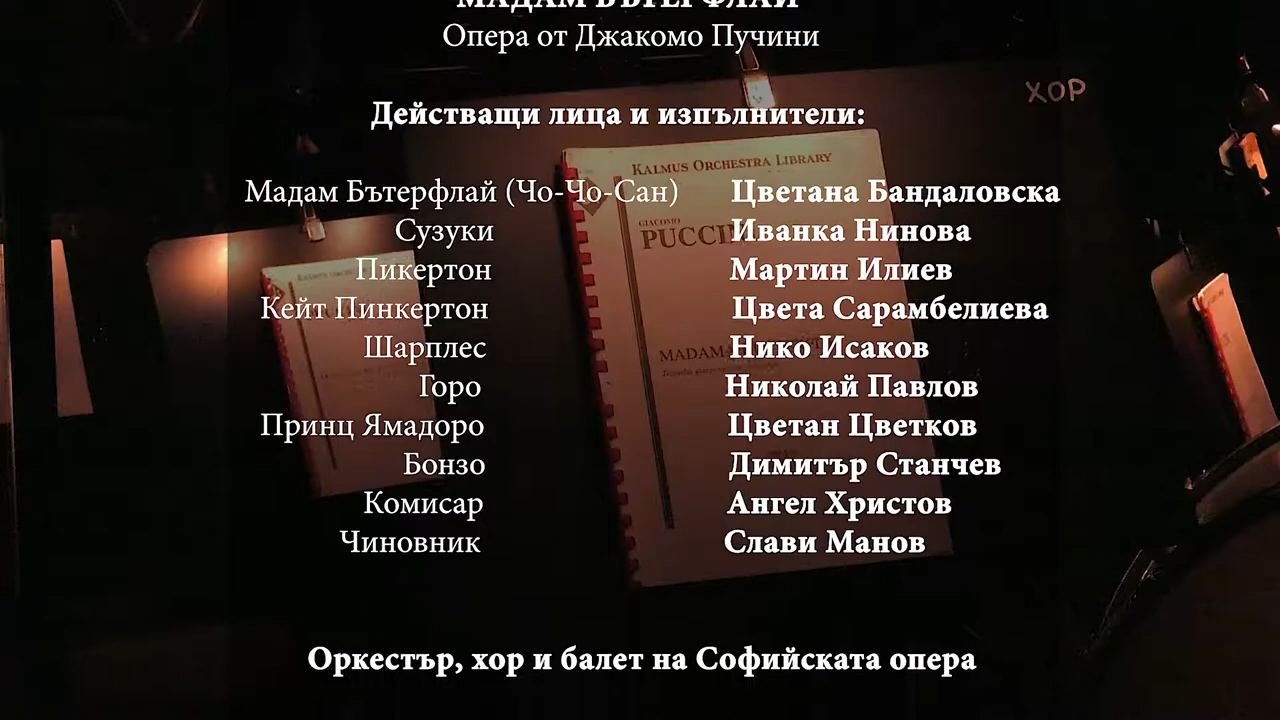 МАДАМ БЪТЕРФЛАЙ
Опера от Джакомо Пучини
ХОР
Действащи лица и изпълнители:
KALMUS ORCHESTRA LIBRARY
Мадам Бътерфлай (Чо-Чо-Сан) Цветана Бандаловска
GIACOMO
Сузуки Иванка Нинова
Пикертон Мартин Илиев
Кейт Пинкертон Цвета Сарамбелиева
Шарплес Нико Исаков
Горо Николай Павлов
Принц Ямадоро Цветан Цветков
Бонзо Димитър Станчев
Комисар Ангел Христов
Чиновник Слави Манов
Оркестър, хор и балет на Софийската опера